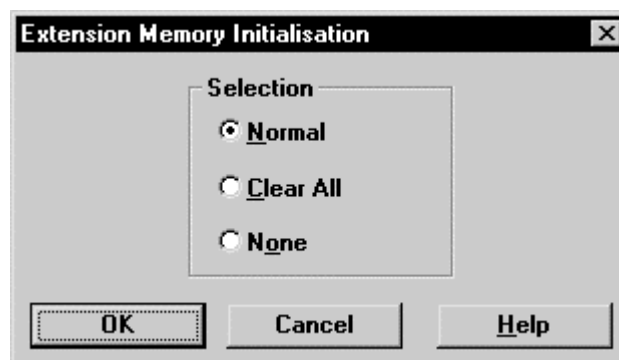 Extension Memory Initialisation
Selection
Normal
Clear All
None
OK Cancel Help